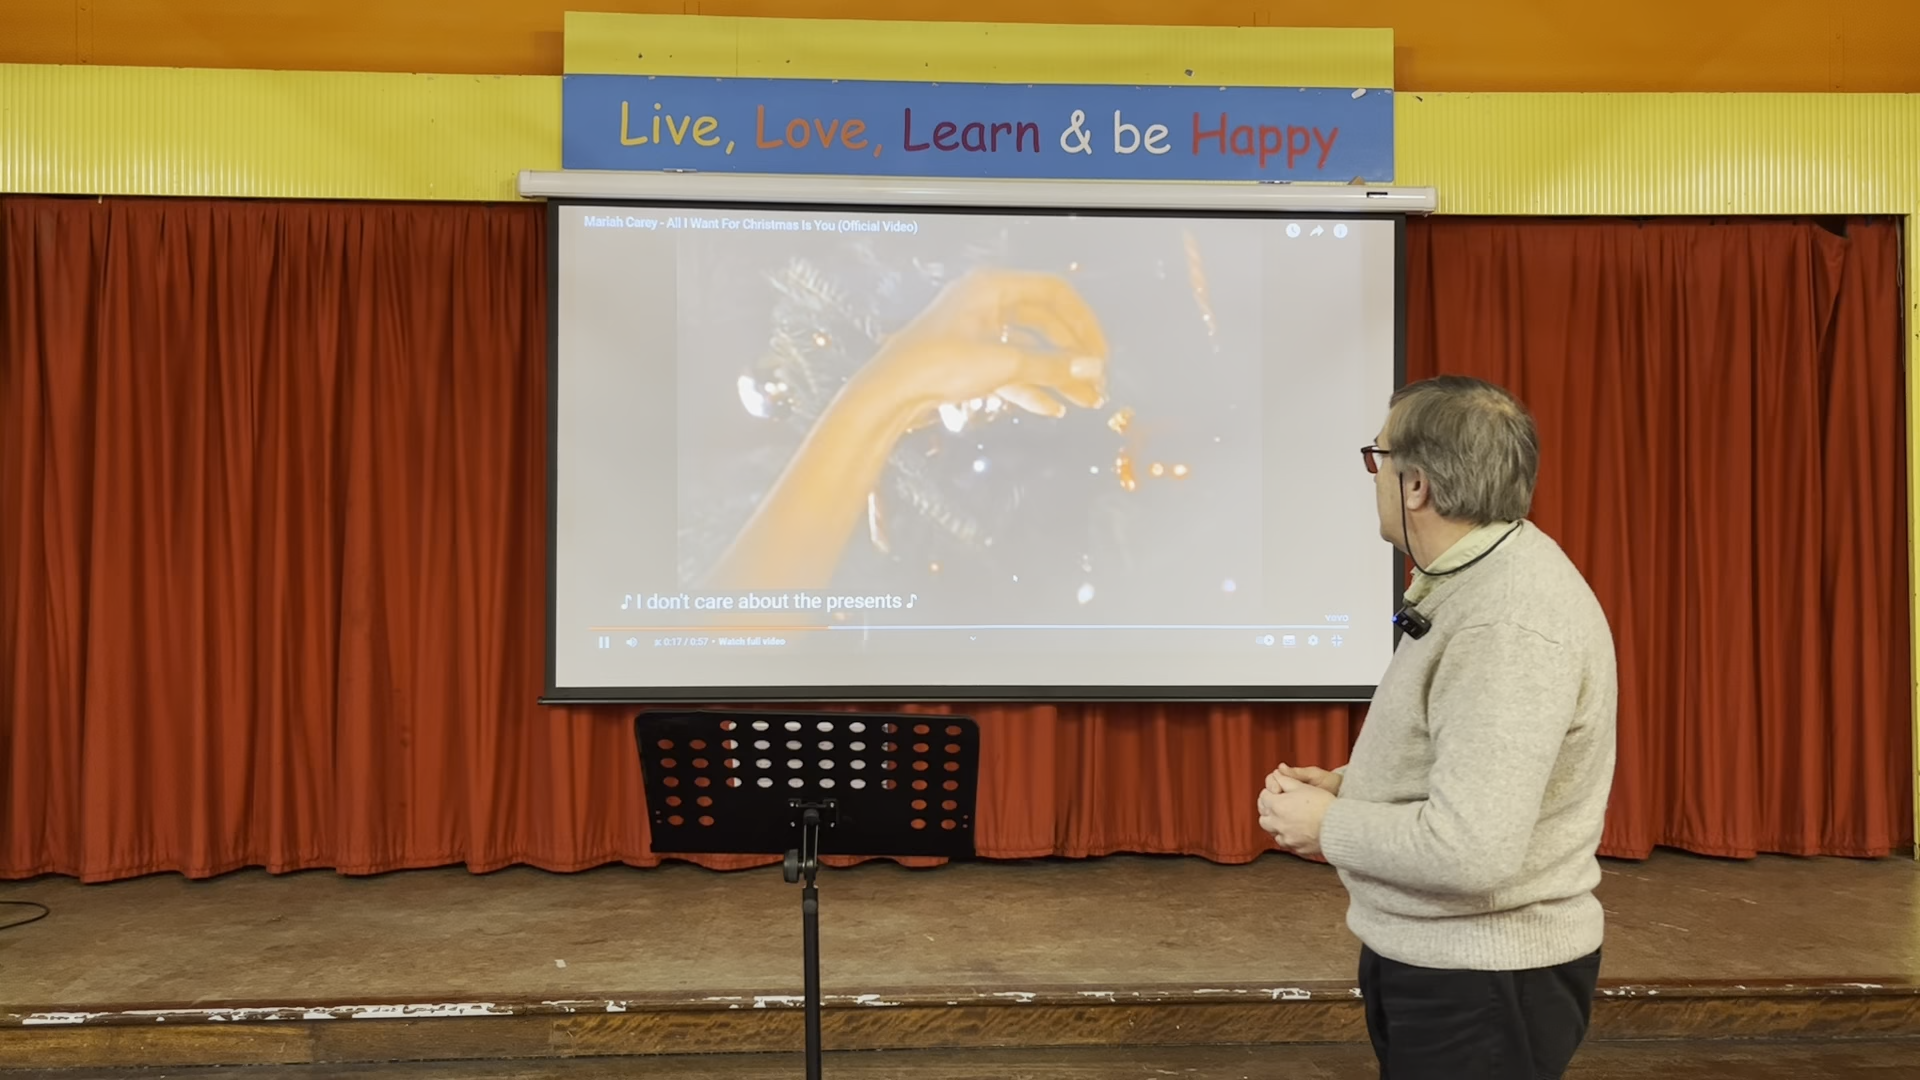 Live, Love, Learn & be Happy
Mariah Carey - All I Want For Christmas Is You (Official Video)
♪ I don't care about the presents ♪
vevo
0:17 / 0:57 • Watch full video